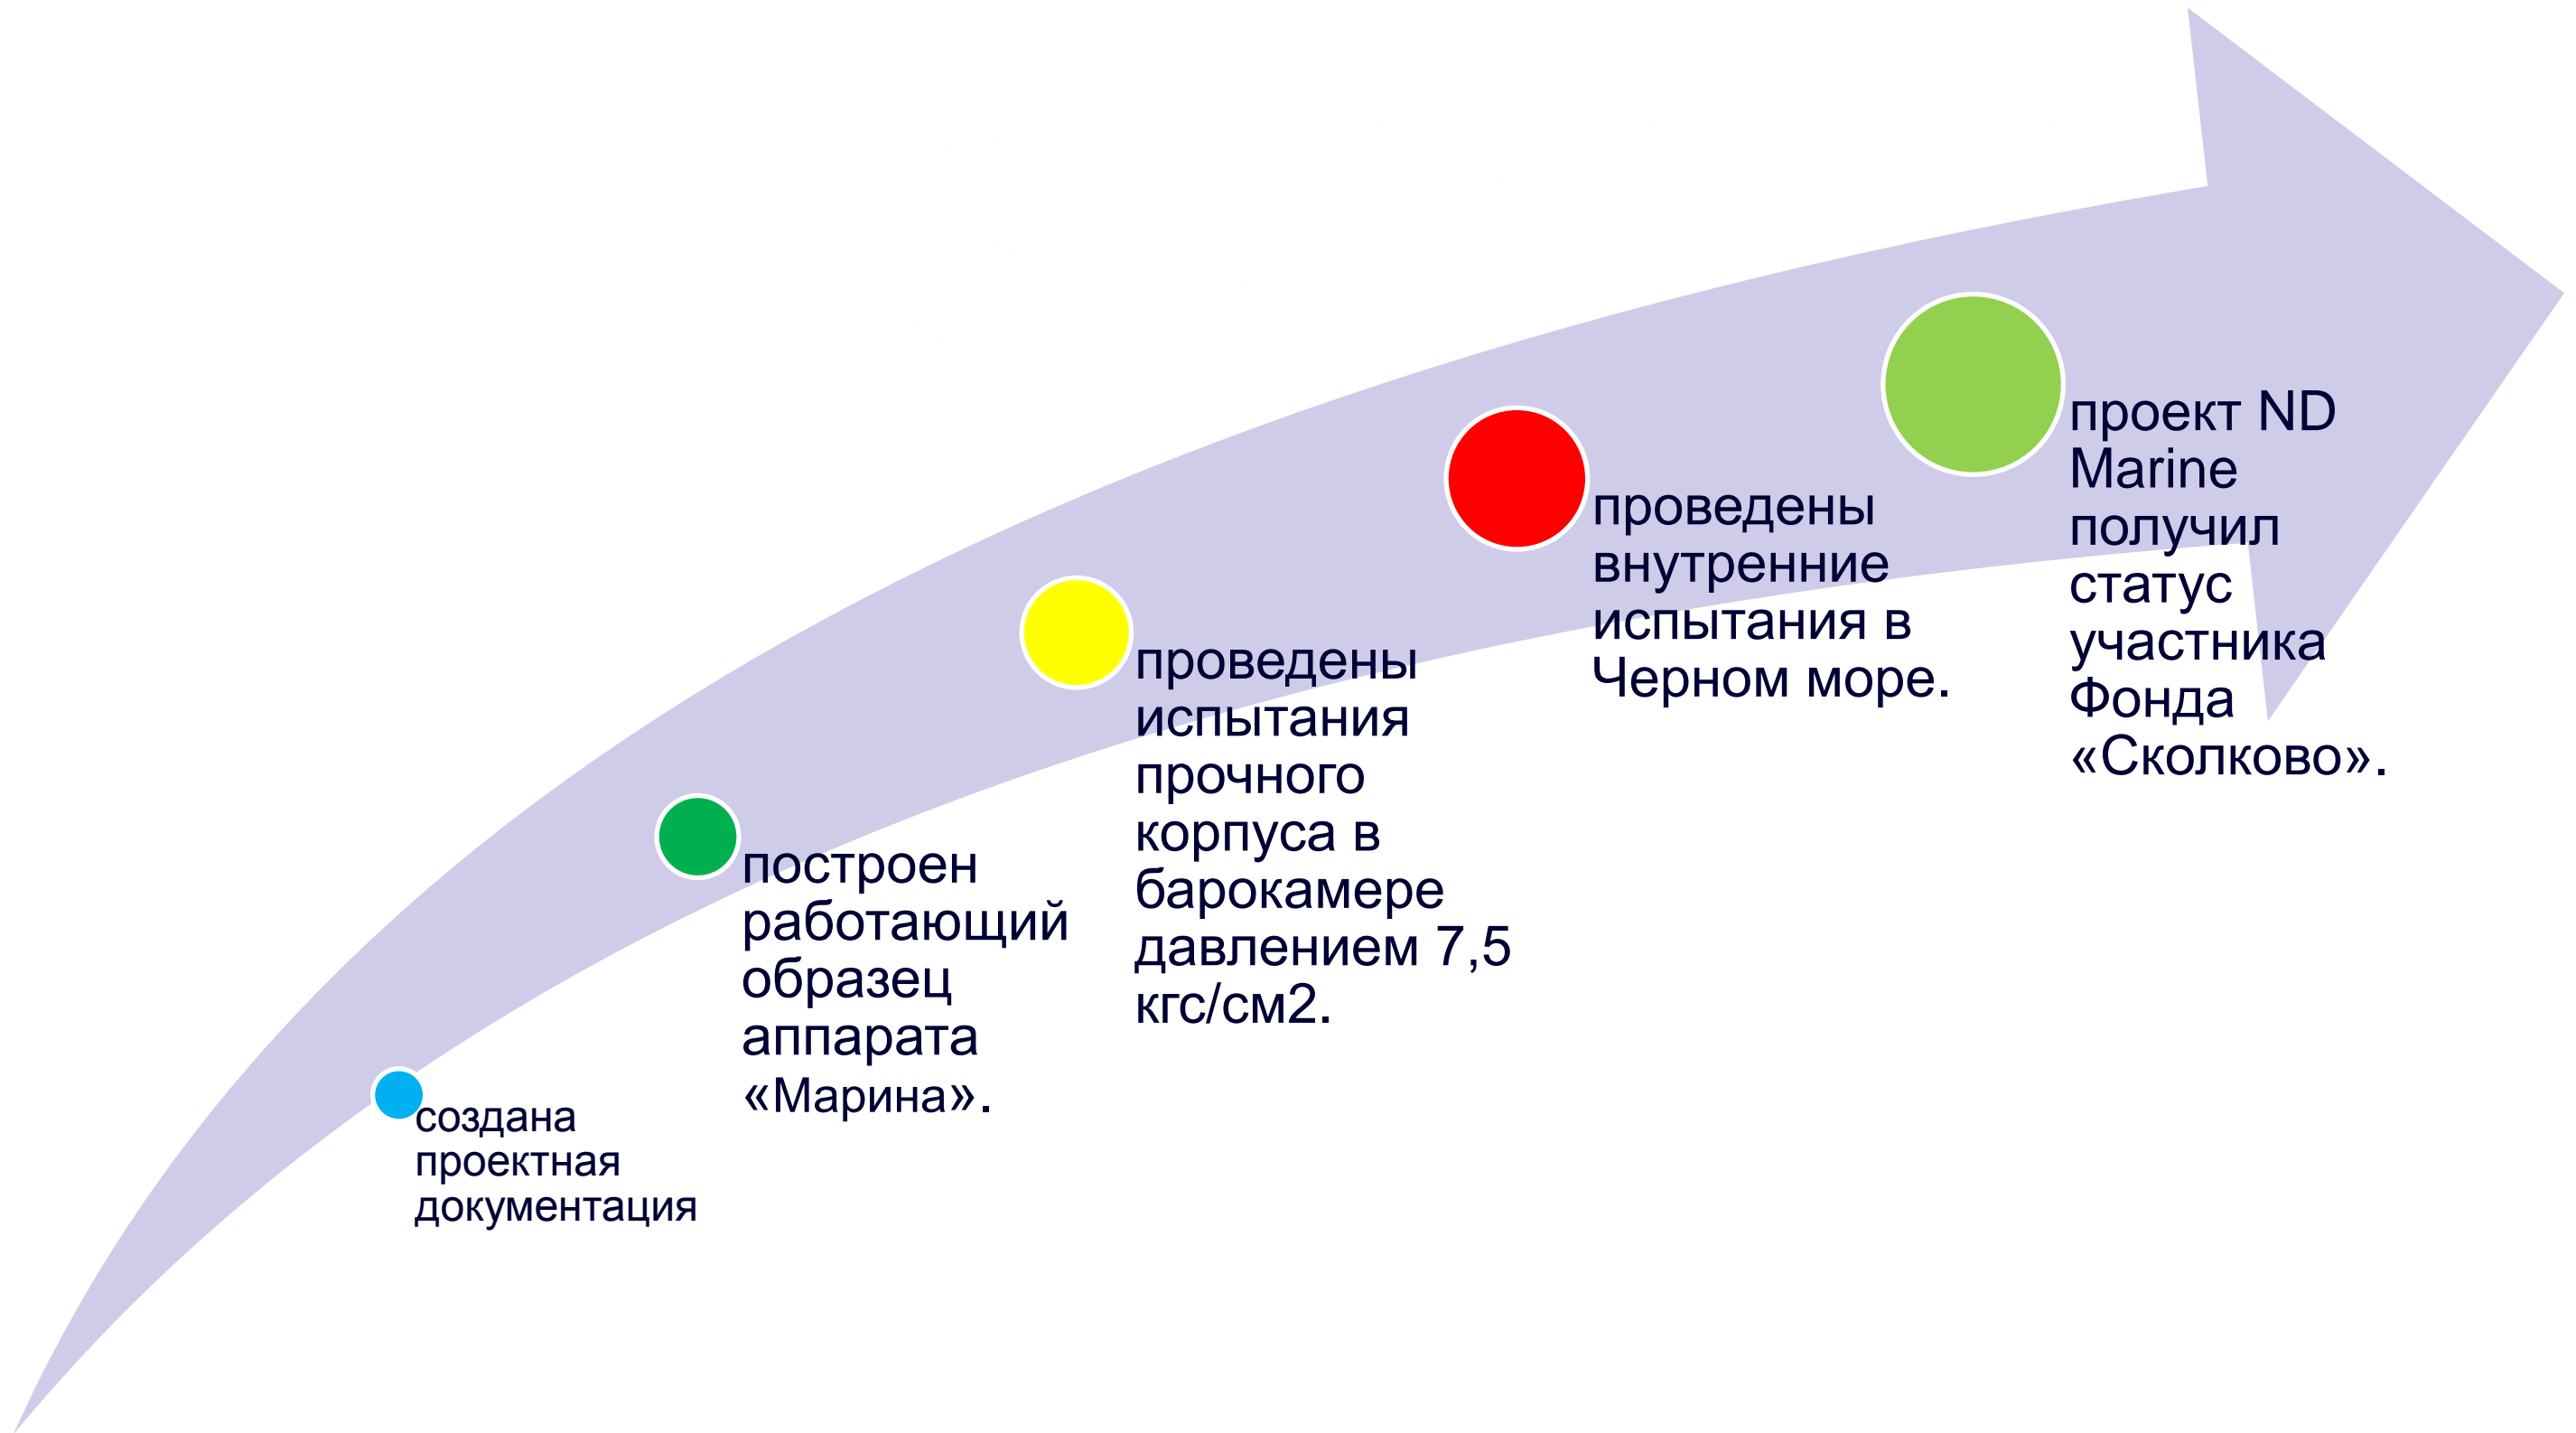 создана
проектная
документация
построен
работающий
образец
аппарата
«Марина».
проведены
испытания
прочного
корпуса в
барокамере
давлением 7,5
кгс/см2.
проведены
внутренние
испытания в
Черном море.
проект ND
Marine
получил
статус
участника
Фонда
«Сколково».